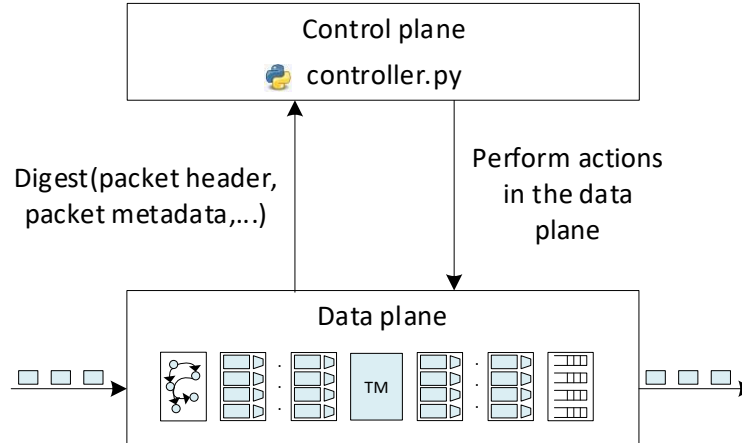 Control plane
controller.py
Digest(packet header,
packet metadata,...)
Perform actions
in the data
plane
Data plane
TM